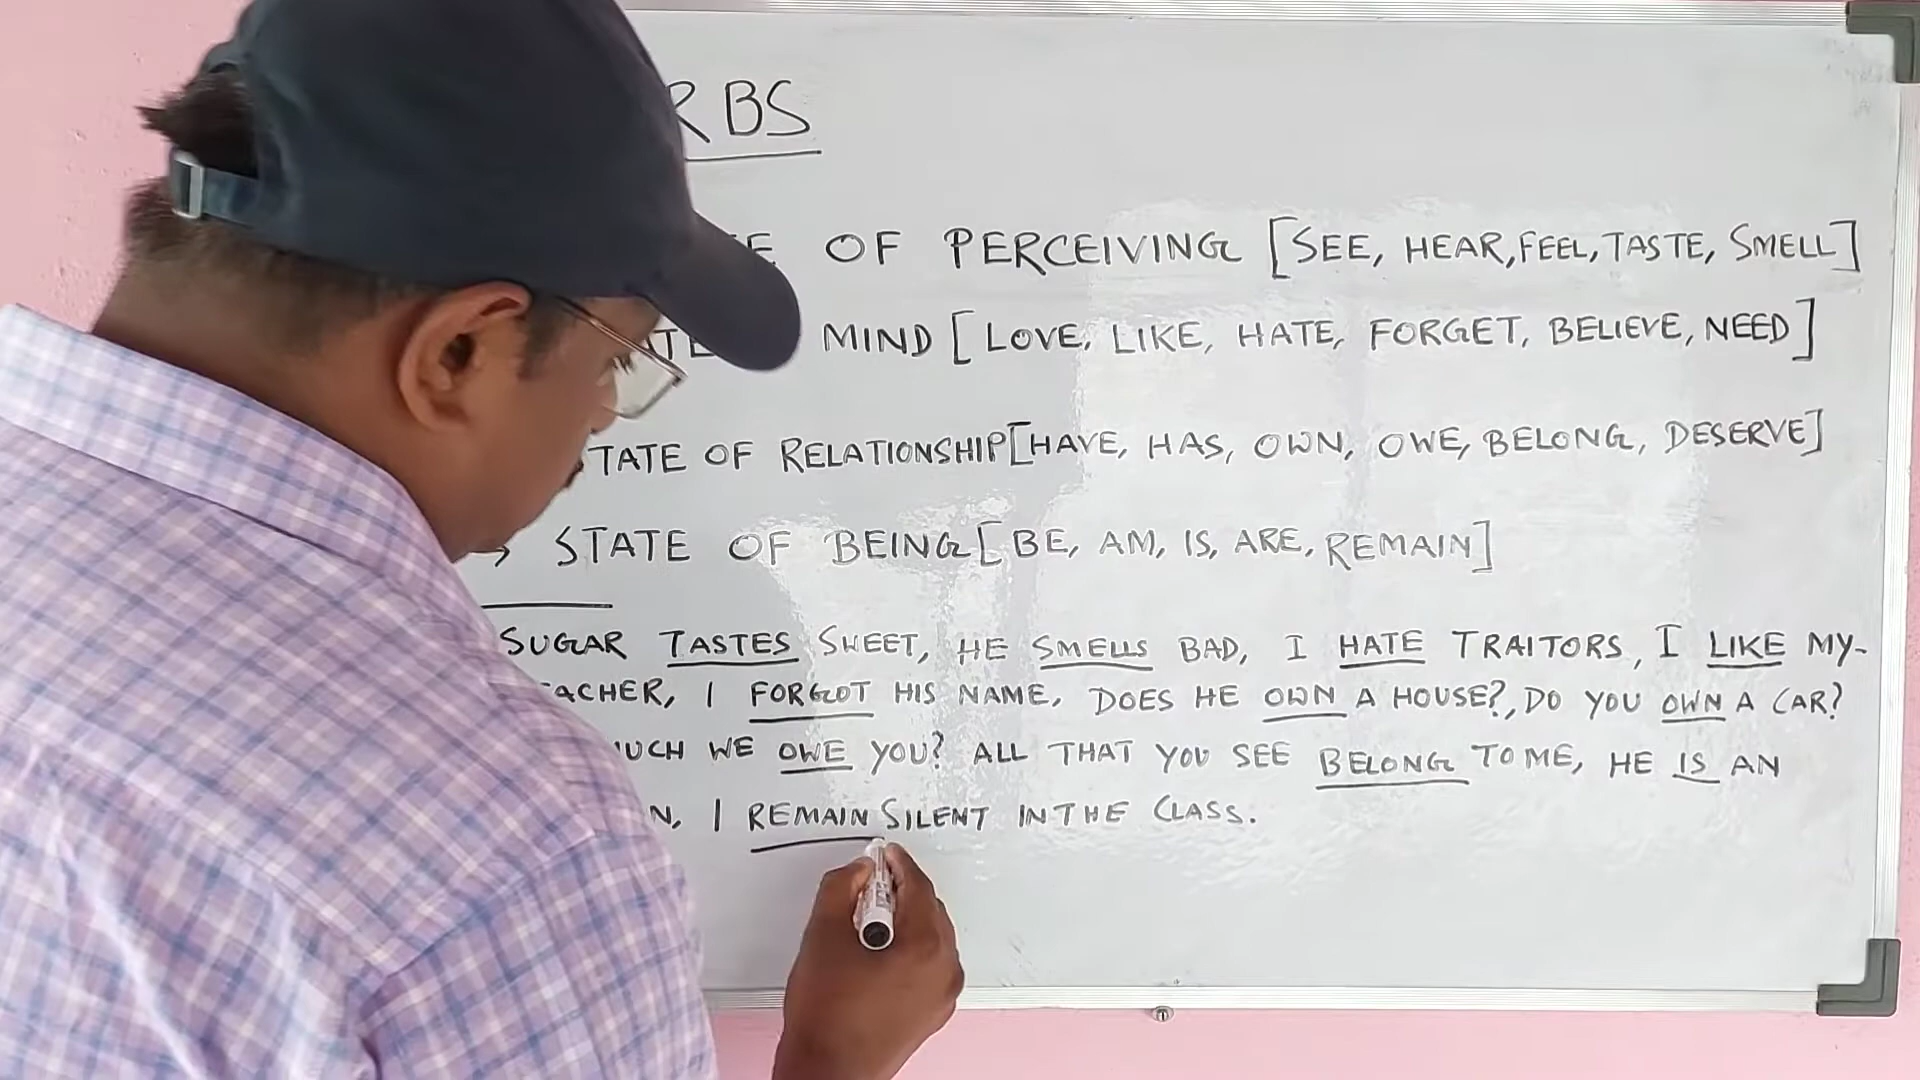 RBS
OF PERCEIVING [SEE, HEAR, FEEL, TASTE, SMELL]
MIND [LOVE, LIKE, HATE, FORGET, BELIEVE, NEED]
TATE OF RELATIONSHIP[HAVE, HAS, OWN, OWE, BELONG, DESERVE]
→ STATE OF BEING[BE, AM, IS, ARE, REMAIN]
SUGAR TASTES SWEET, HE SMELLS BAD, I HATE TRAITORS, I LIKE MY-
ACHER, I FORGOT HIS NAME, DOES HE OWN A HOUSE?, DO YOU OWN A CAR?
UCH WE OWE YOU? ALL THAT YOU SEE BELONG TO ME, HE IS AN
N, I REMAIN SILENT IN THE CLASS.